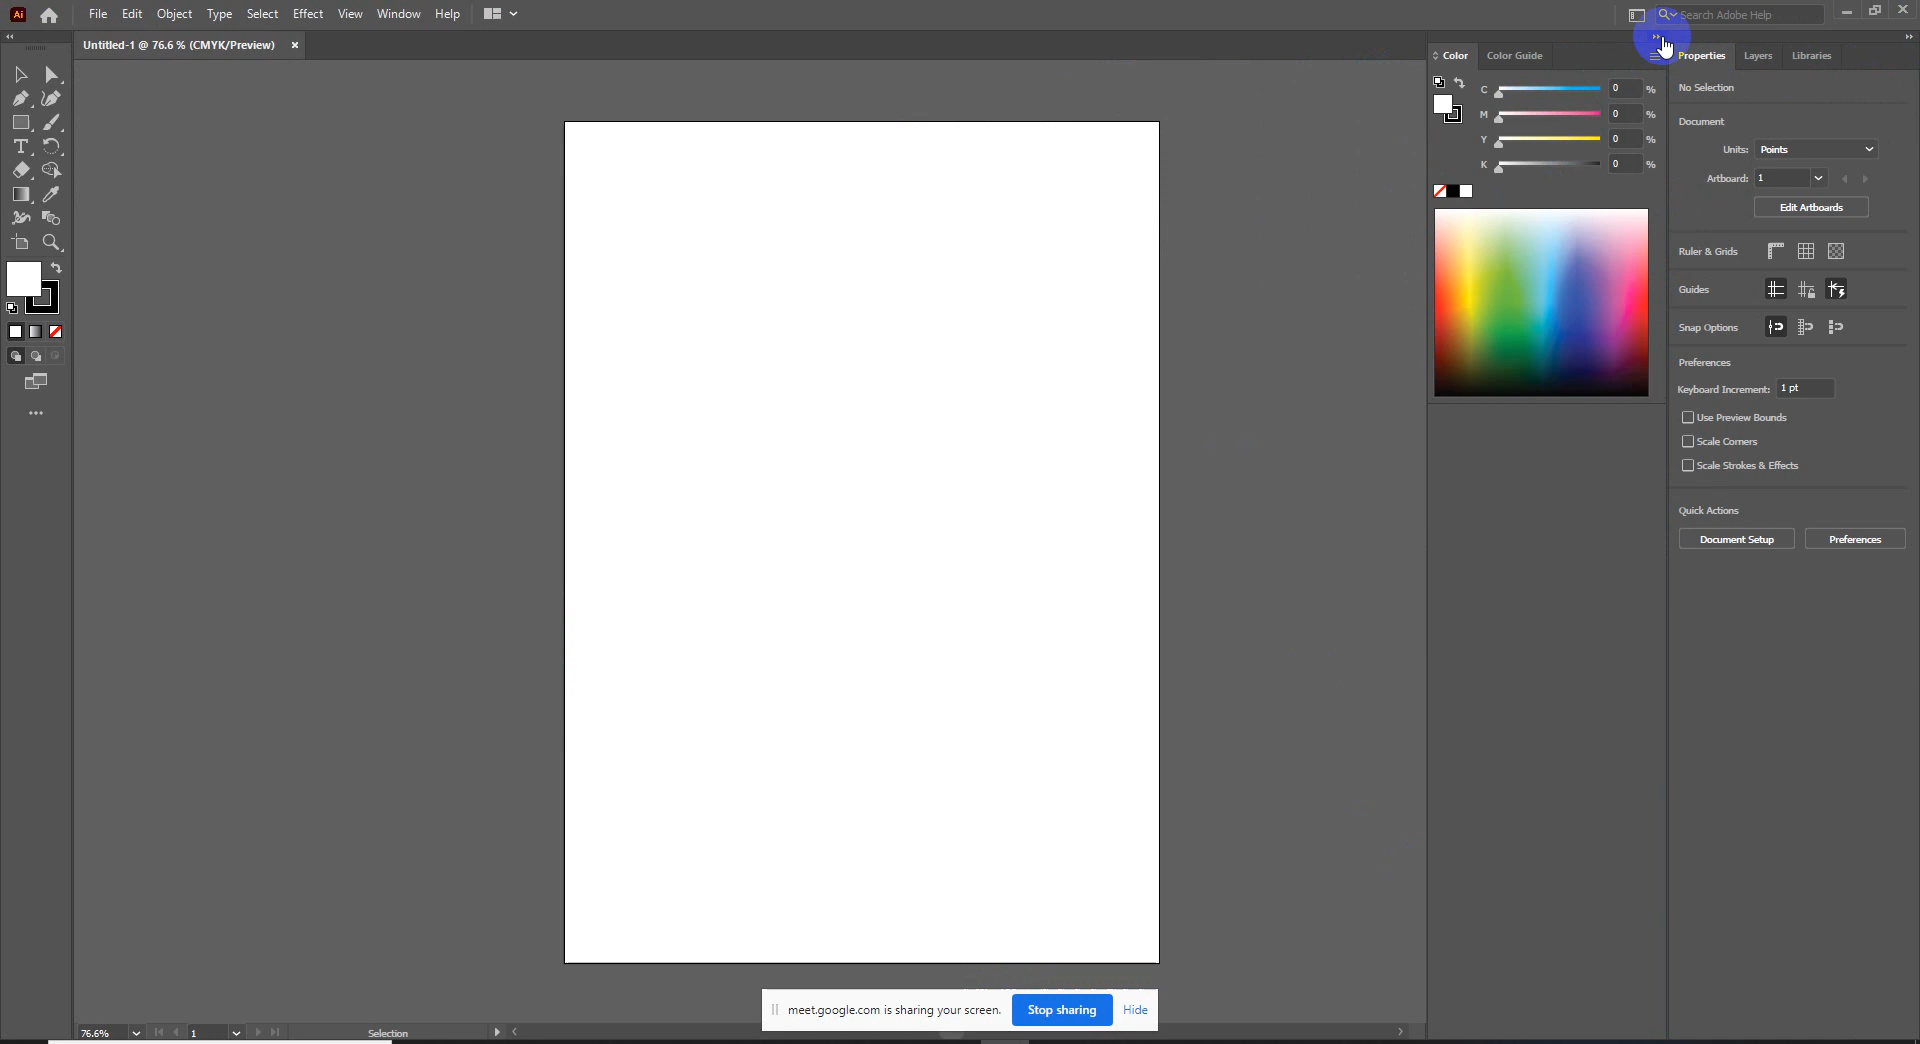 Ai File Edit Object Type Select Effect View Window Help Search Adobe Help
Untitled-1 @ 76.6 % (CMYK/Preview) ×
Color Color Guide
C 0 %
M 0 %
Y 0 %
K 0 %
Properties Layers Libraries
No Selection
Document
Units: Points
Artboard: 1
Edit Artboards
Ruler & Grids
Guides
Snap Options
Preferences
Keyboard Increment: 1 pt
Use Preview Bounds
Scale Corners
Scale Strokes & Effects
Quick Actions
Document Setup Preferences
meet.google.com is sharing your screen. Stop sharing Hide
76.6% 1 Selection